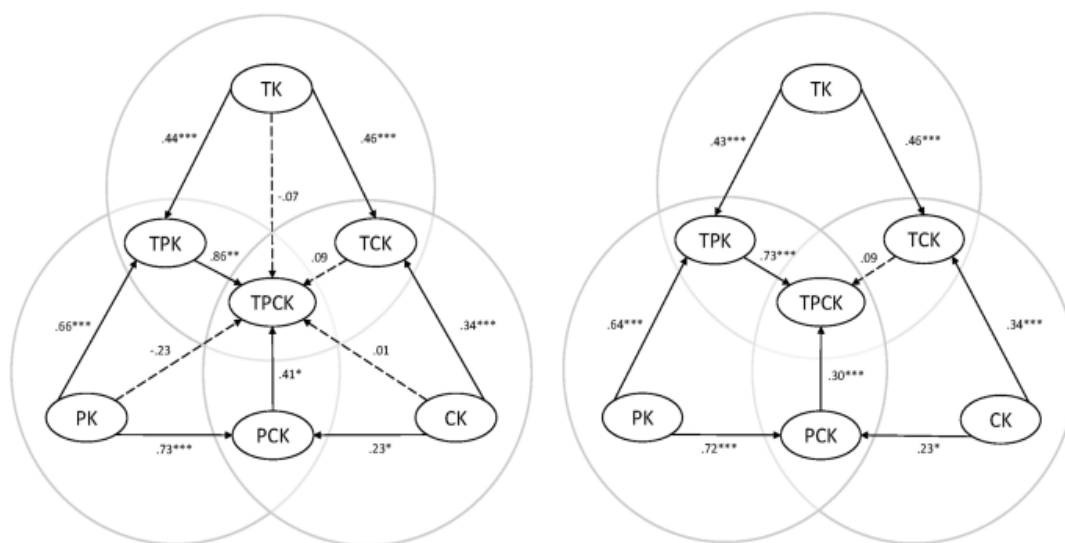 TK
.44***
.46***
-.07
TPK
TCK
.86**
.09
TPCK
.66***
.34***
-.23
.01
.41*
PK
PCK
CK
.73***
.23*
TK
.43***
.46***
TPK
TCK
.73***
.09
TPCK
.64***
.34***
.30***
PK
PCK
CK
.72***
.23*